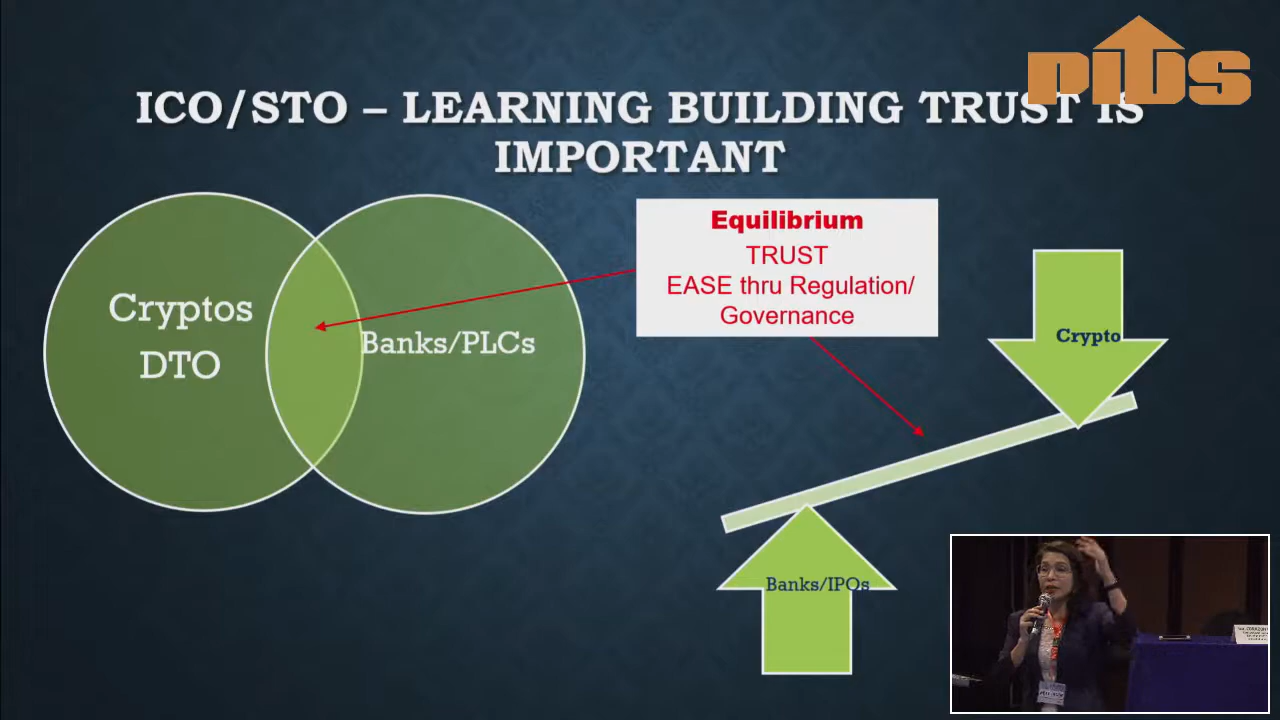 PITS
ICO/STO – LEARNING BUILDING TRUST IS
IMPORTANT
Cryptos
DTO
Banks/PLCs
Equilibrium
TRUST
EASE thru Regulation/
Governance
Crypto
Banks/IPOs